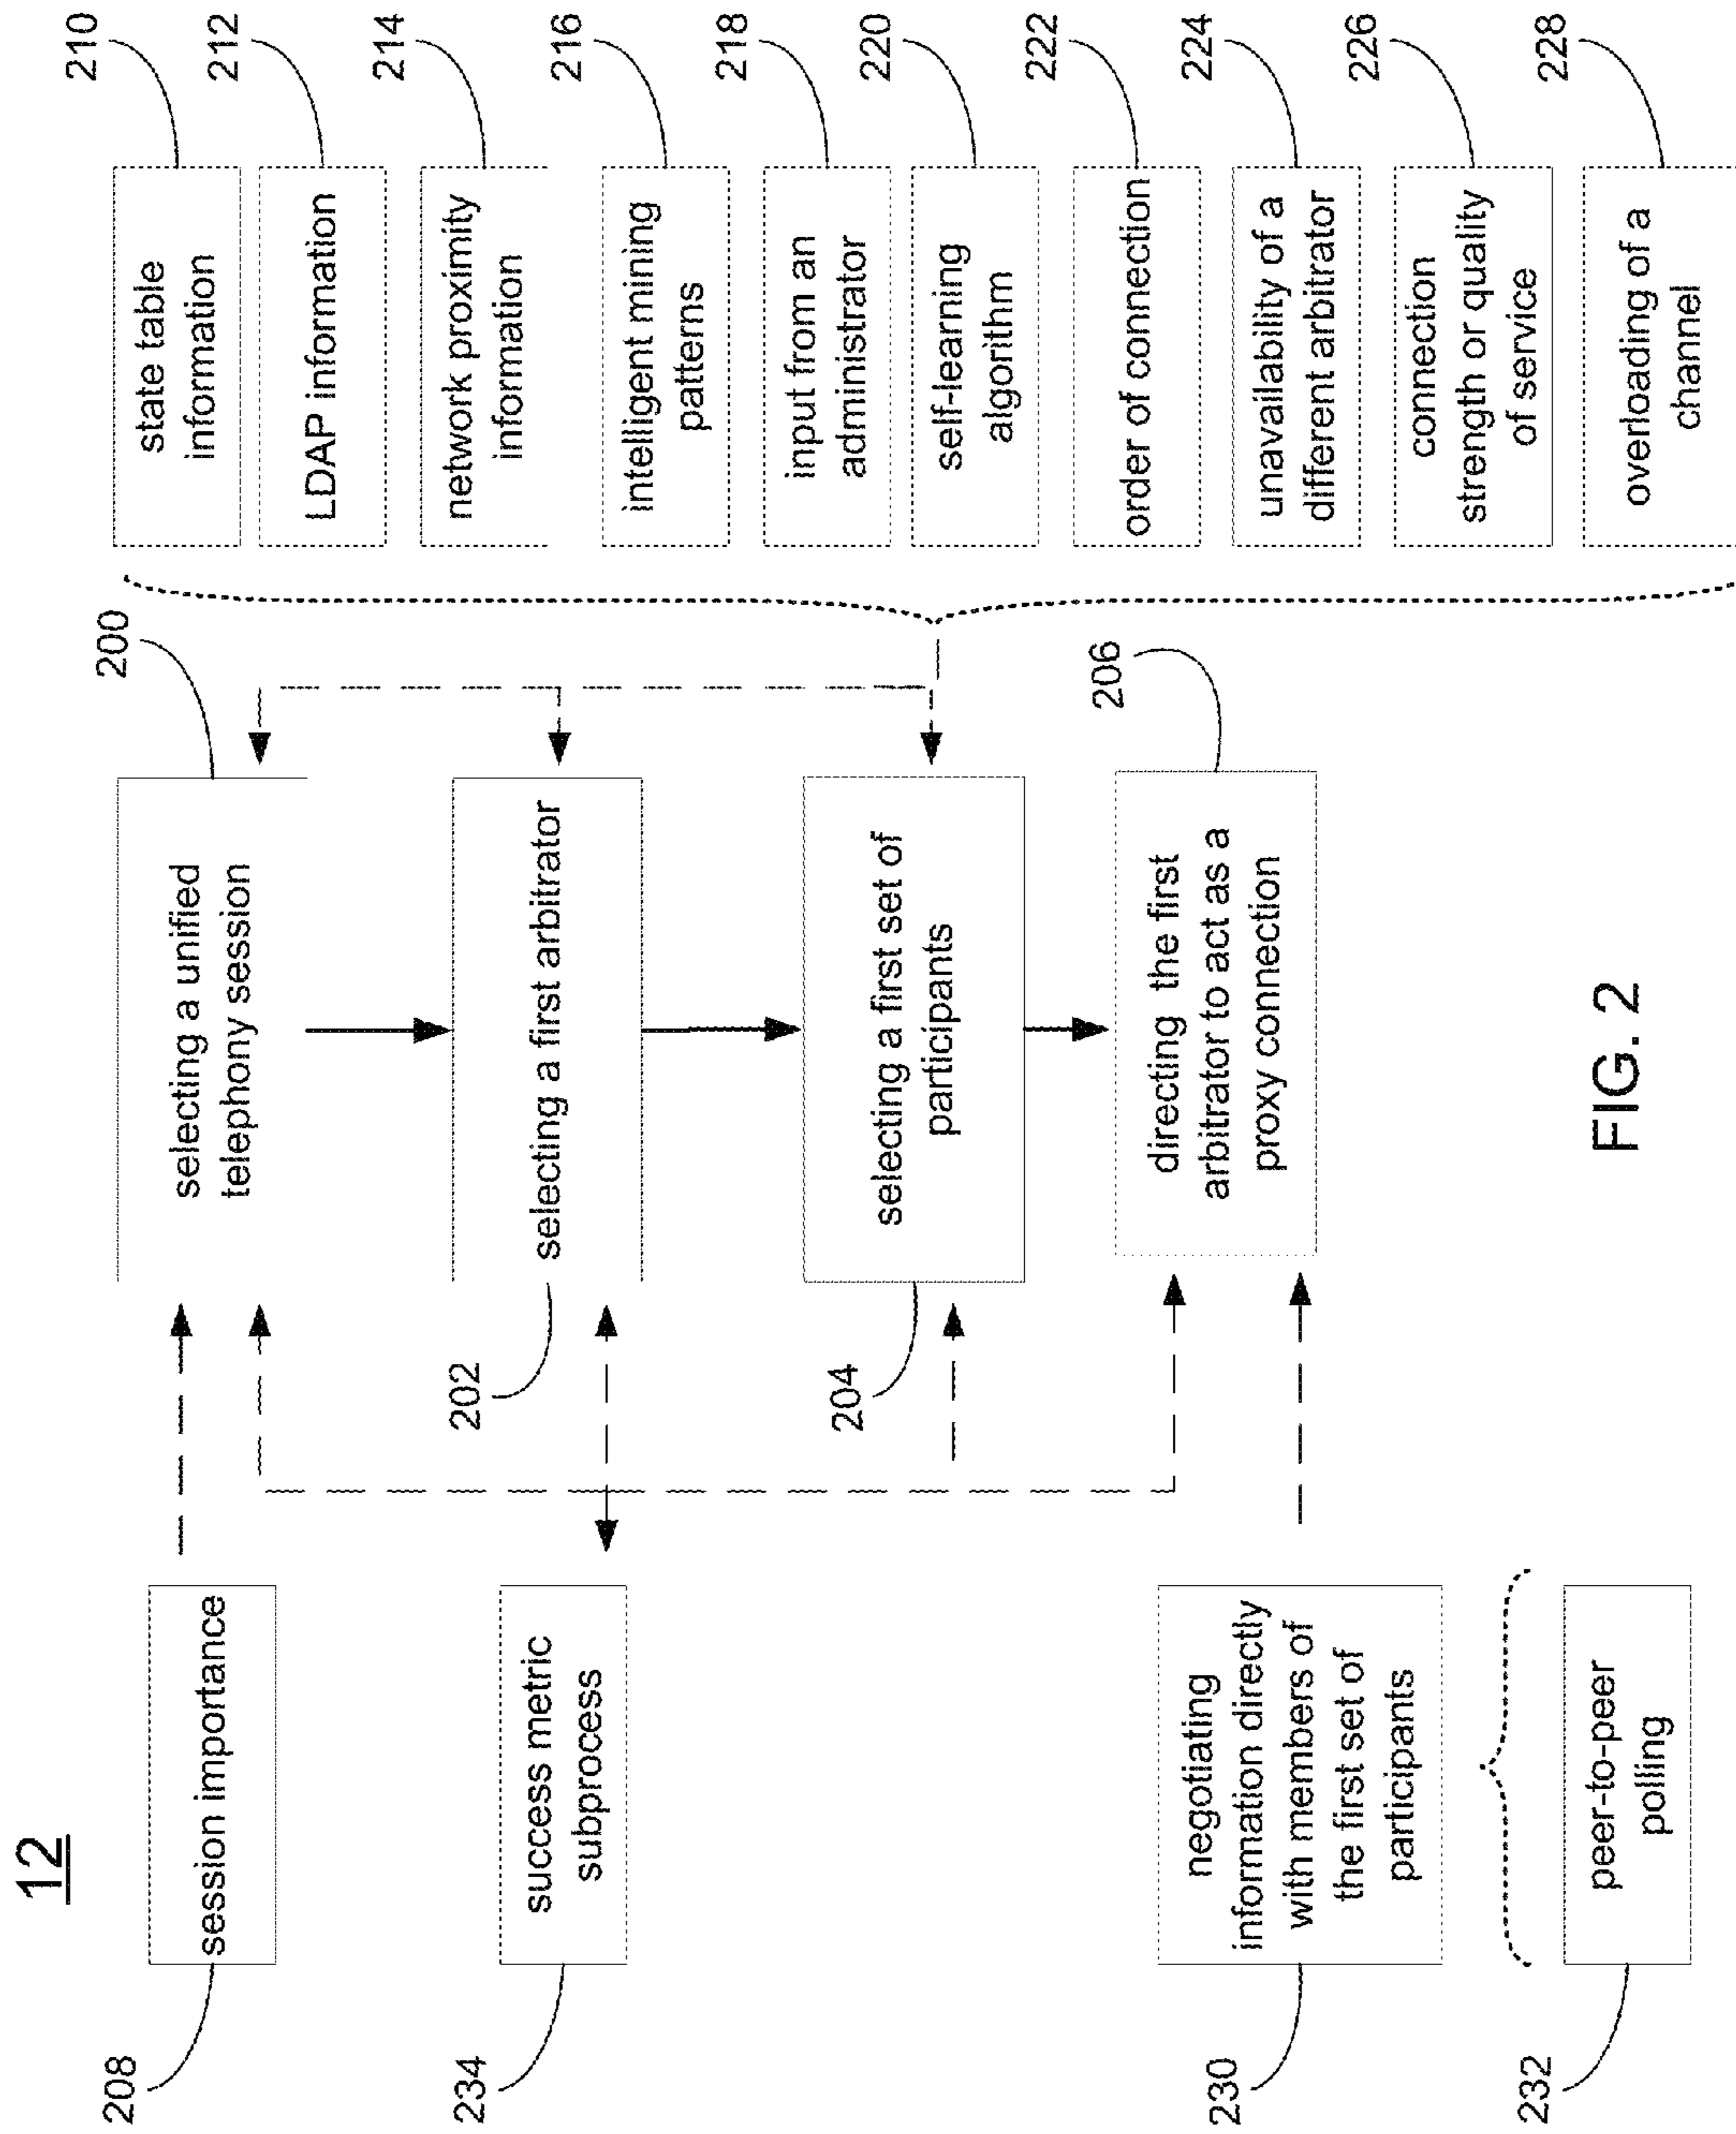 12
208
session importance
234
success metric
subprocess
230
negotiating
information directly
with members of
the first set of
participants
232
peer-to-peer
polling
200
selecting a unified
telephony session
202
selecting a first arbitrator
204
selecting a first set of
participants
206
directing the first
arbitrator to act as a
proxy connection
210
state table
information
212
LDAP information
214
network proximity
information
216
intelligent mining
patterns
218
input from an
administrator
220
self-learning
algorithm
222
order of connection
224
unavailability of a
different arbitrator
226
connection
strength or quality
of service
228
overloading of a
channel
FIG. 2